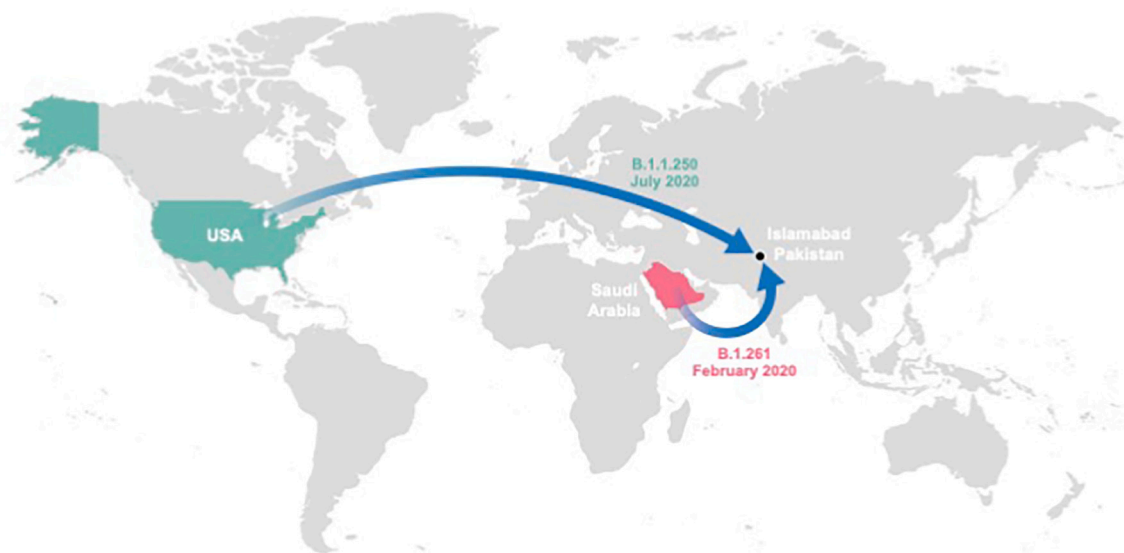 B.1.1.250
July 2020
USA
Islamabad
Pakistan
Saudi
Arabia
B.1.261
February 2020